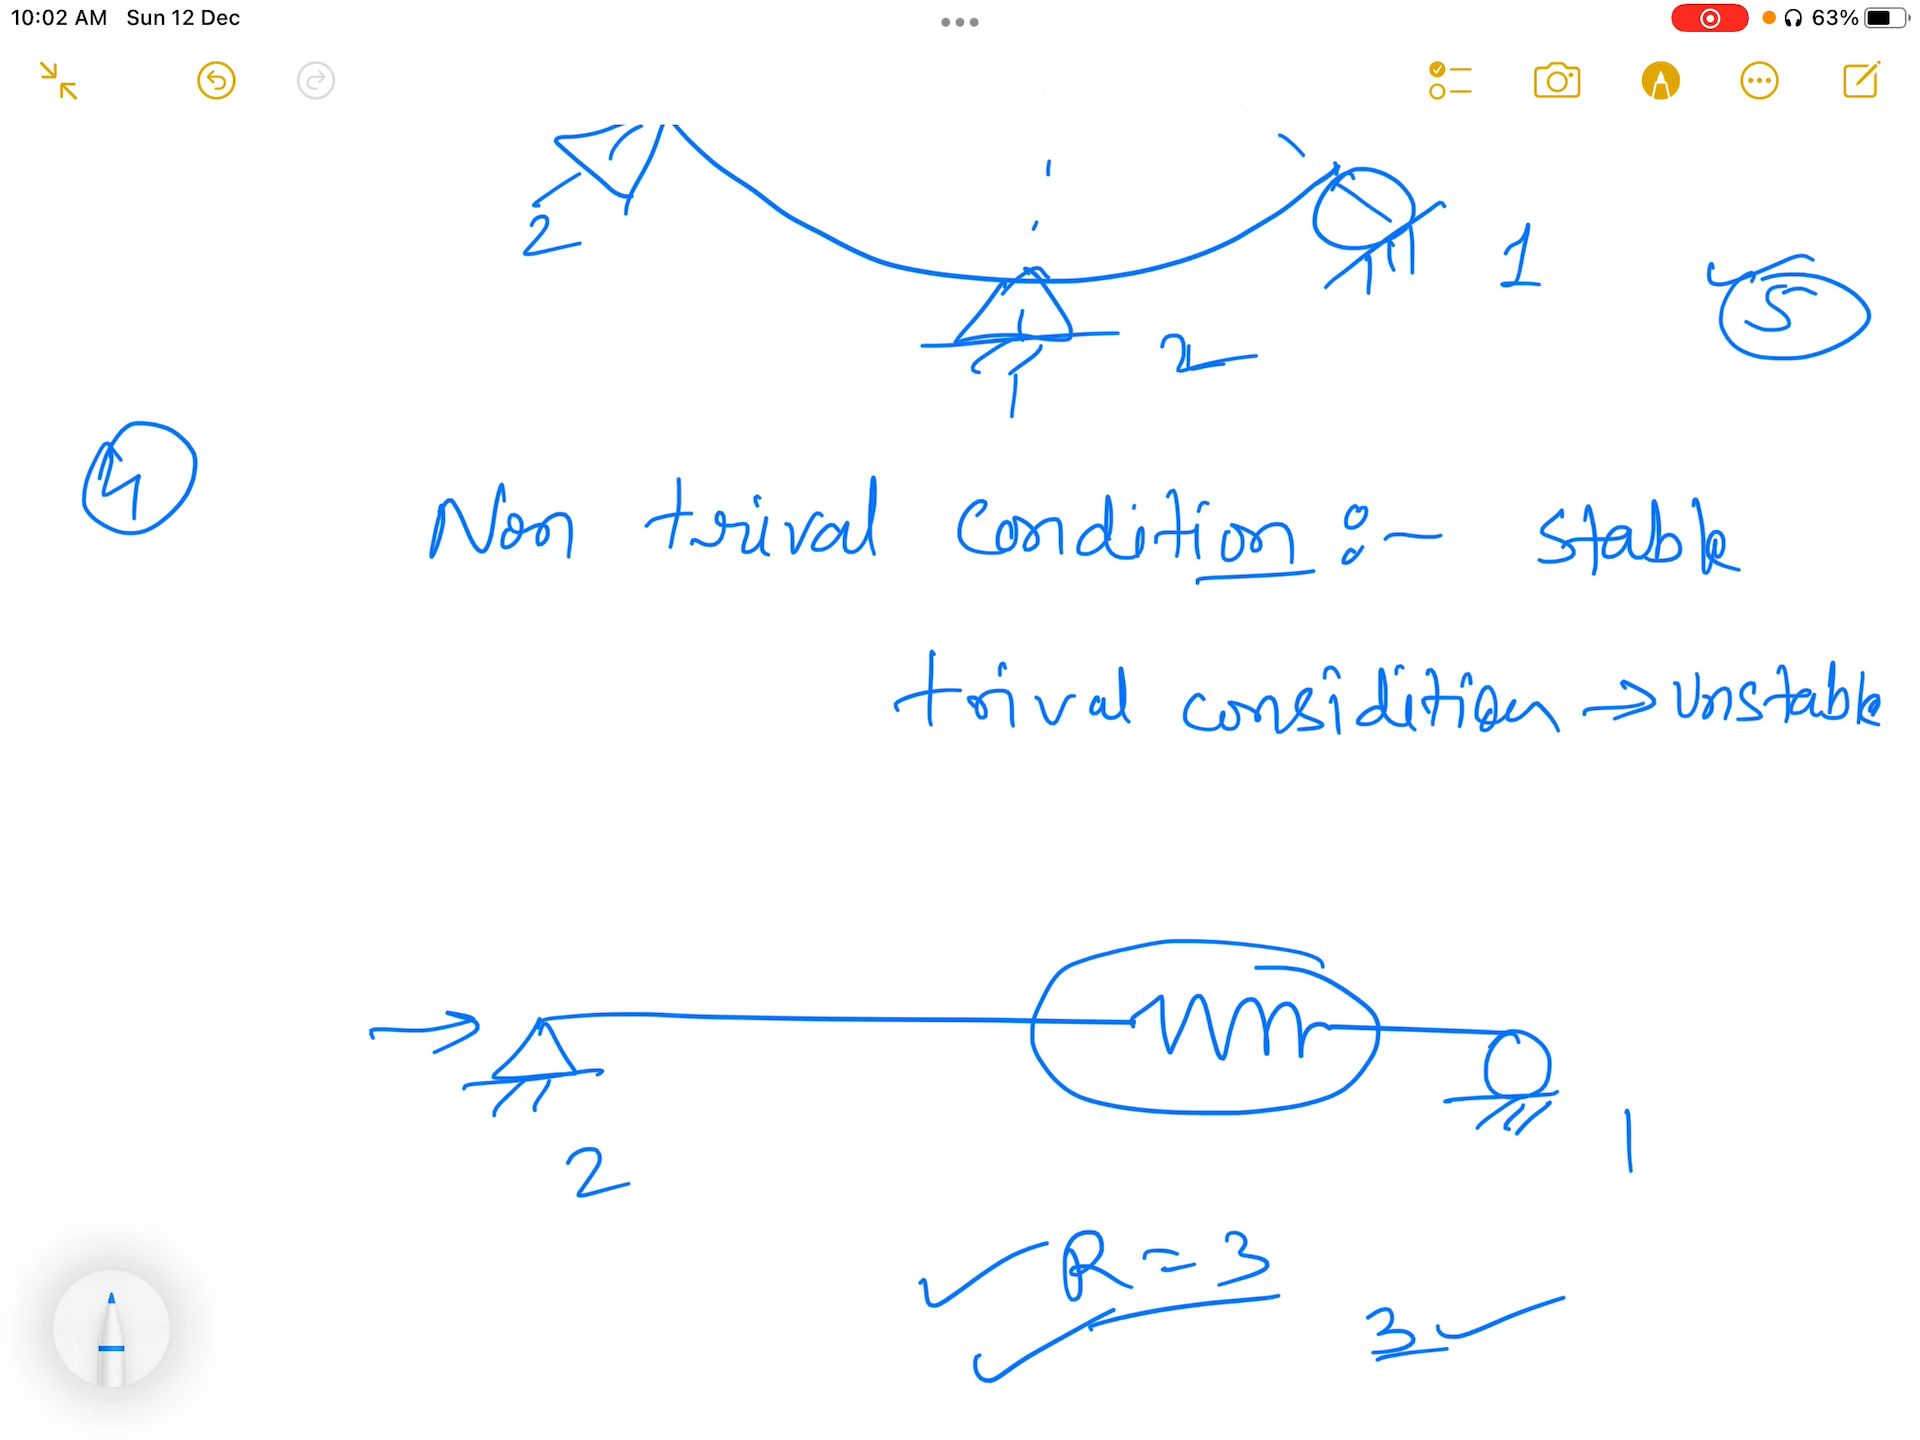 10:02 AM Sun 12 Dec
63%
2
1
5
2
4
Non trival condition :- stable
trival considition → Unstable
2
1
R = 3
3